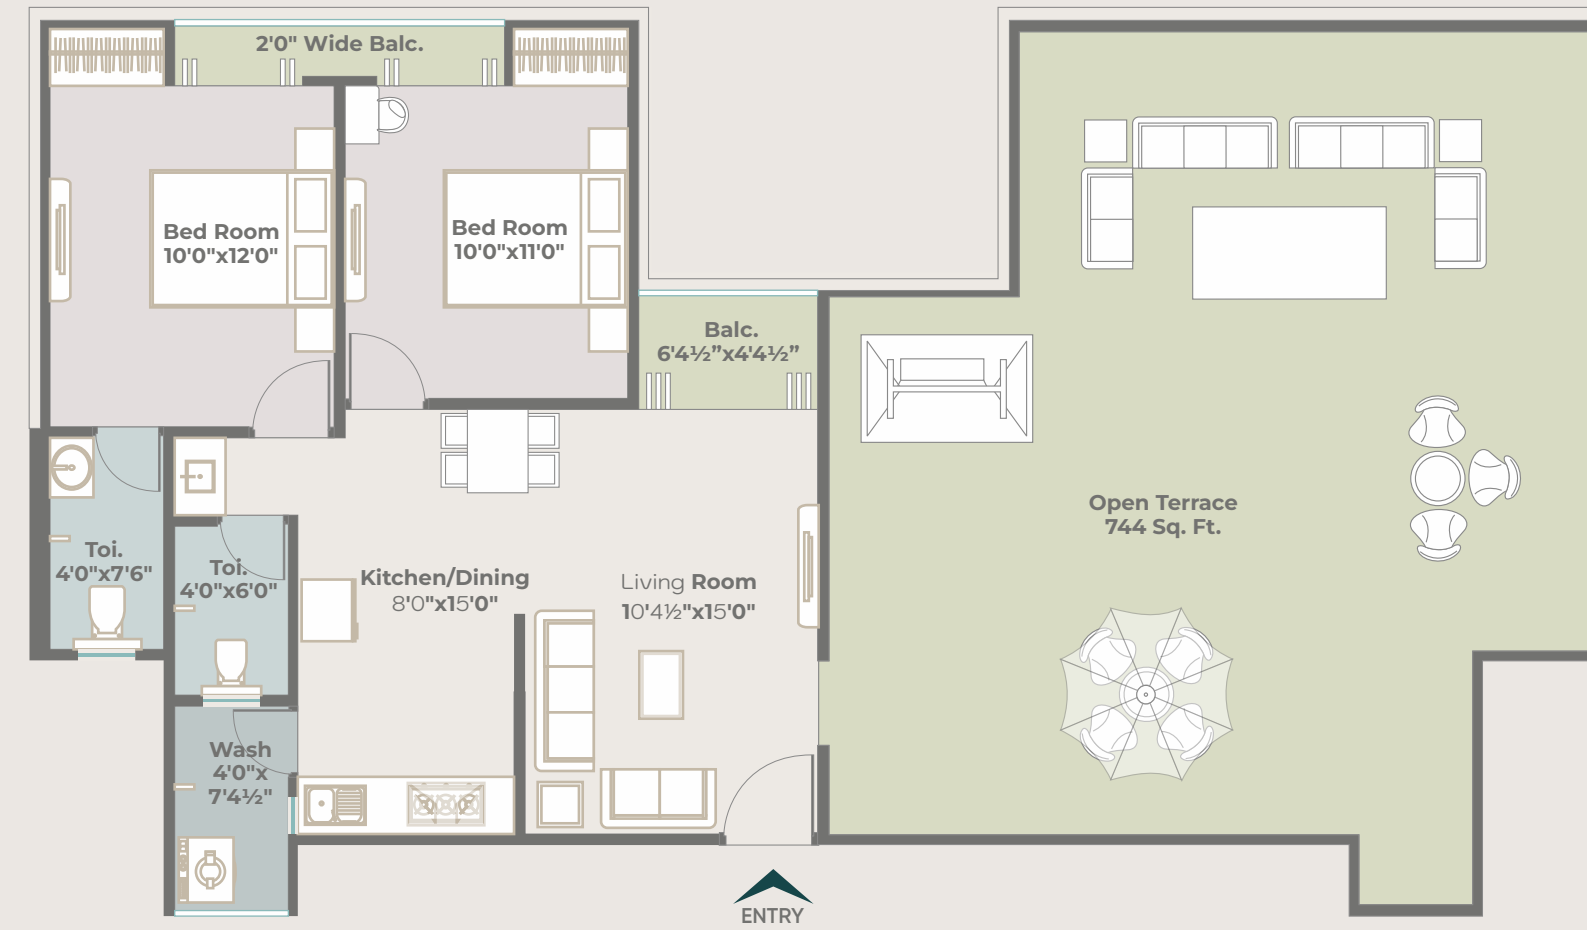 2'0" Wide Balc.
Bed Room
10'0"x12'0"
Bed Room
10'0"x11'0"
Balc.
6'4½”x4'4½”
Open Terrace
744 Sq. Ft.
Toi.
4'0"x7'6"
Toi.
4'0"x6'0"
Kitchen/Dining
8'0"x15'0"
Living Room
10'4½"x15'0"
Wash
4'0"x
7'4½"
ENTRY